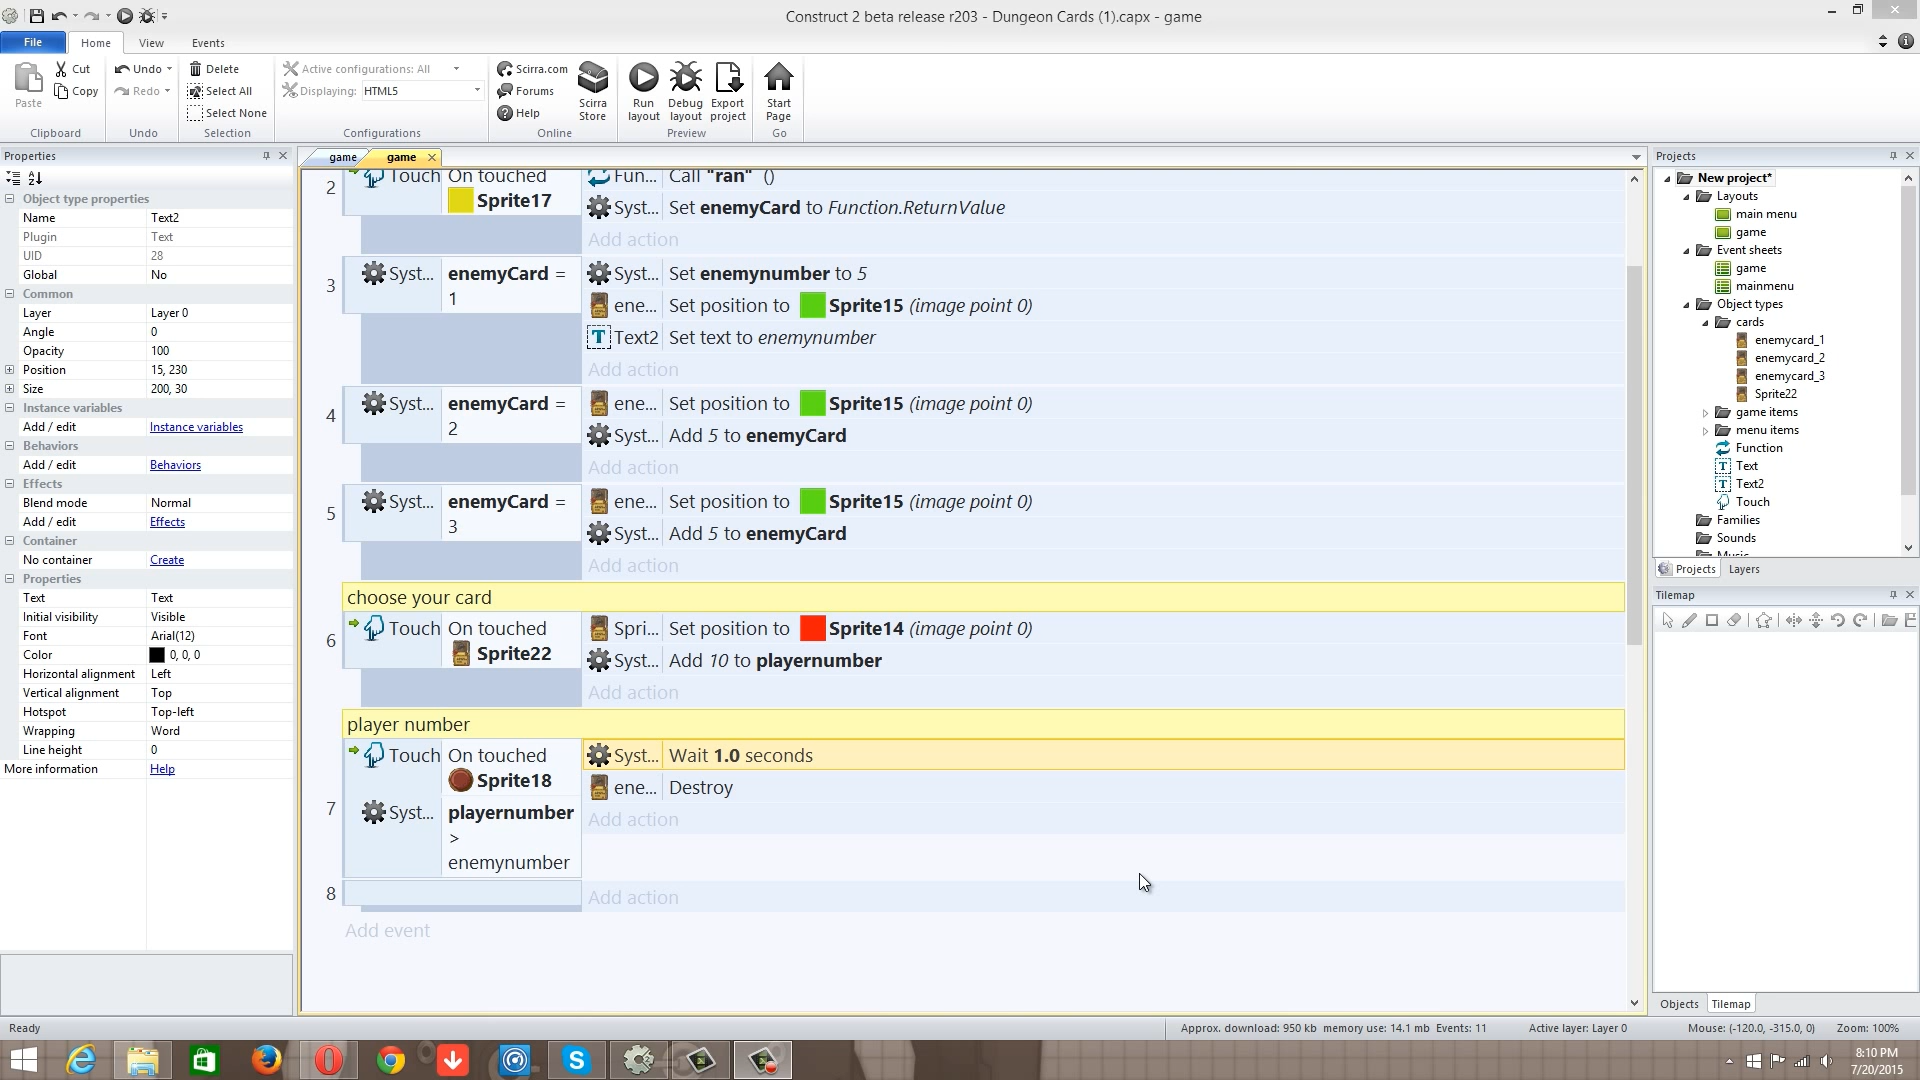 Construct 2 beta release r203 - Dungeon Cards (1).capx - game
File Home View Events
Paste
Cut
Copy
Clipboard
Undo
Redo
Undo
Delete
Select All
Select None
Selection
Active configurations: All
Displaying: HTML5
Configurations
Scirra.com
Forums
Help
Scirra Store
Online
Run layout
Debug layout
Export project
Preview
Start Page
Go
Properties
Object type properties
Name Text2
Plugin Text
UID 28
Global No
Common
Layer Layer 0
Angle 0
Opacity 100
Position 15, 230
Size 200, 30
Instance variables
Add / edit Instance variables
Behaviors
Add / edit Behaviors
Effects
Blend mode Normal
Add / edit Effects
Container
No container Create
Properties
Text Text
Initial visibility Visible
Font Arial(12)
Color 0, 0, 0
Horizontal alignment Left
Vertical alignment Top
Hotspot Top-left
Wrapping Word
Line height 0
More information Help
game game
2 Touch On touched Sprite17
Fun... Call "ran" ()
Syst... Set enemyCard to Function.ReturnValue
Add action
3 Syst... enemyCard = 1
Syst... Set enemynumber to 5
ene... Set position to Sprite15 (image point 0)
Text2 Set text to enemynumber
Add action
4 Syst... enemyCard = 2
ene... Set position to Sprite15 (image point 0)
Syst... Add 5 to enemyCard
Add action
5 Syst... enemyCard = 3
ene... Set position to Sprite15 (image point 0)
Syst... Add 5 to enemyCard
Add action
choose your card
6 Touch On touched Sprite22
Spri... Set position to Sprite14 (image point 0)
Syst... Add 10 to playernumber
Add action
player number
7 Touch On touched Sprite18
Syst... playernumber > enemynumber
Syst... Wait 1.0 seconds
ene... Destroy
Add action
8 Add action
Add event
Projects
New project*
Layouts
main menu
game
Event sheets
game
mainmenu
Object types
cards
enemycard_1
enemycard_2
enemycard_3
Sprite22
game items
menu items
Function
Text
Text2
Touch
Families
Sounds
Music
Projects Layers
Tilemap
Objects Tilemap
Ready
Approx. download: 950 kb memory use: 14.1 mb Events: 11 Active layer: Layer 0 Mouse: (-120.0, -315.0, 0) Zoom: 100%
8:10 PM
7/20/2015